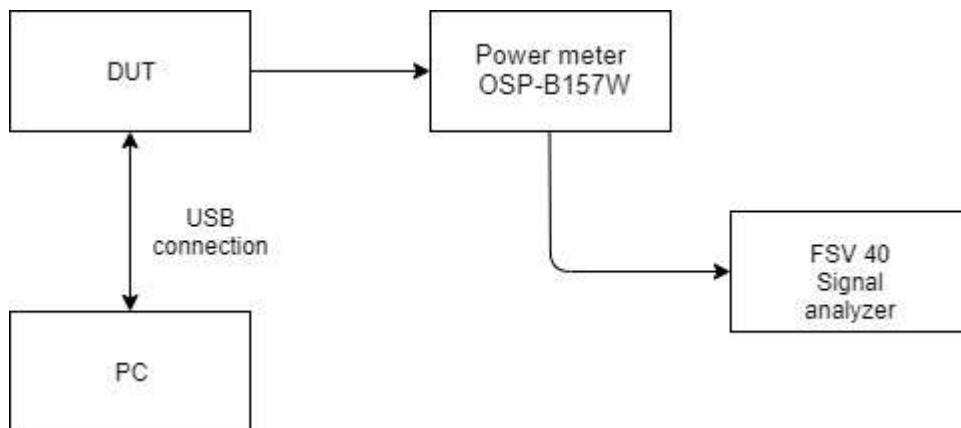 DUT
Power meter
OSP-B157W
USB
connection
FSV 40
Signal
analyzer
PC